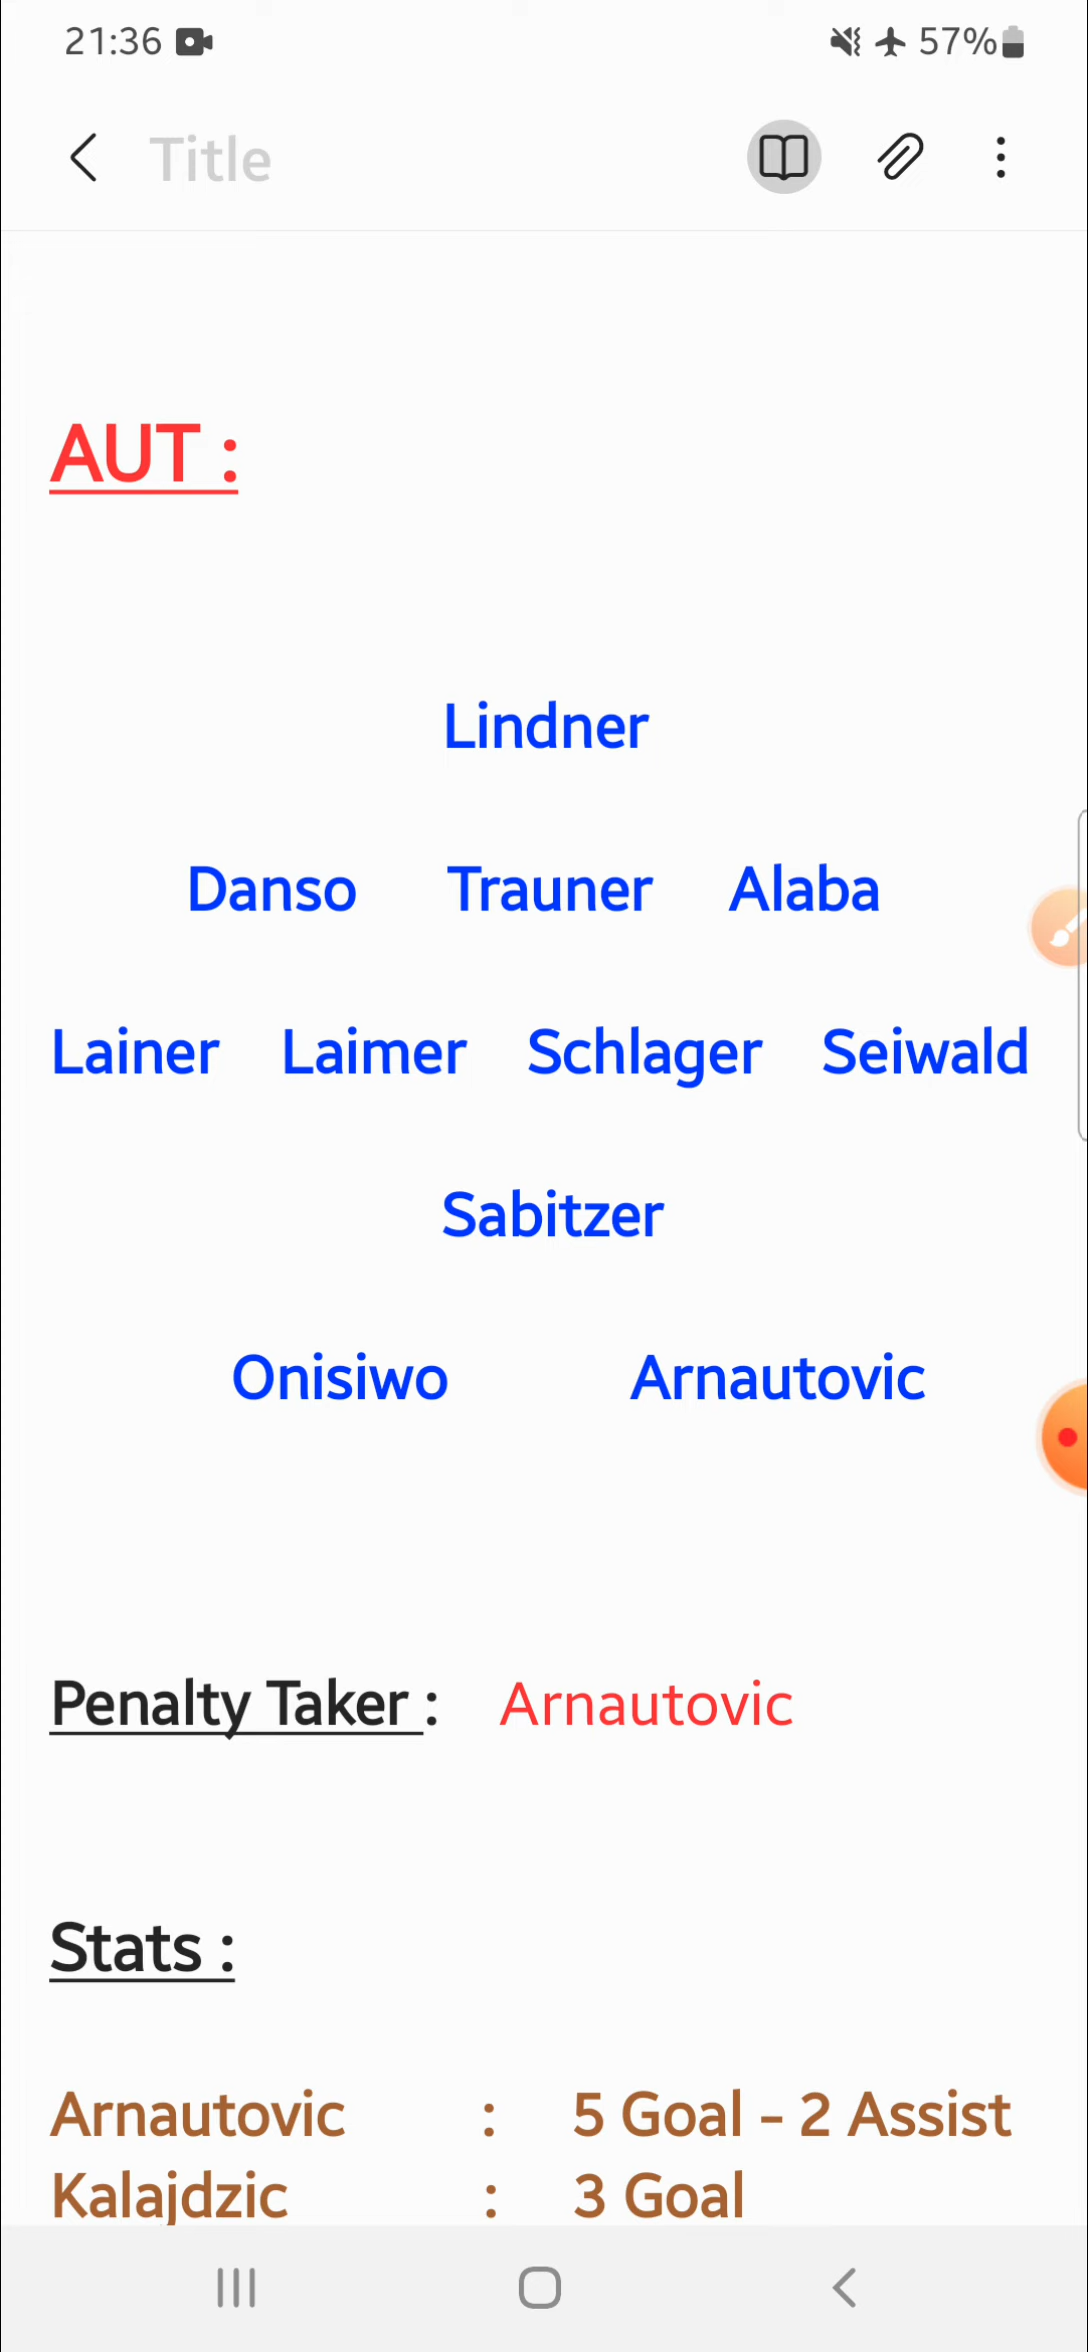 21:36 57%
Title
AUT :
Lindner
Danso Trauner Alaba
Lainer Laimer Schlager Seiwald
Sabitzer
Onisiwo Arnautovic
Penalty Taker : Arnautovic
Stats :
Arnautovic : 5 Goal - 2 Assist
Kalajdzic : 3 Goal